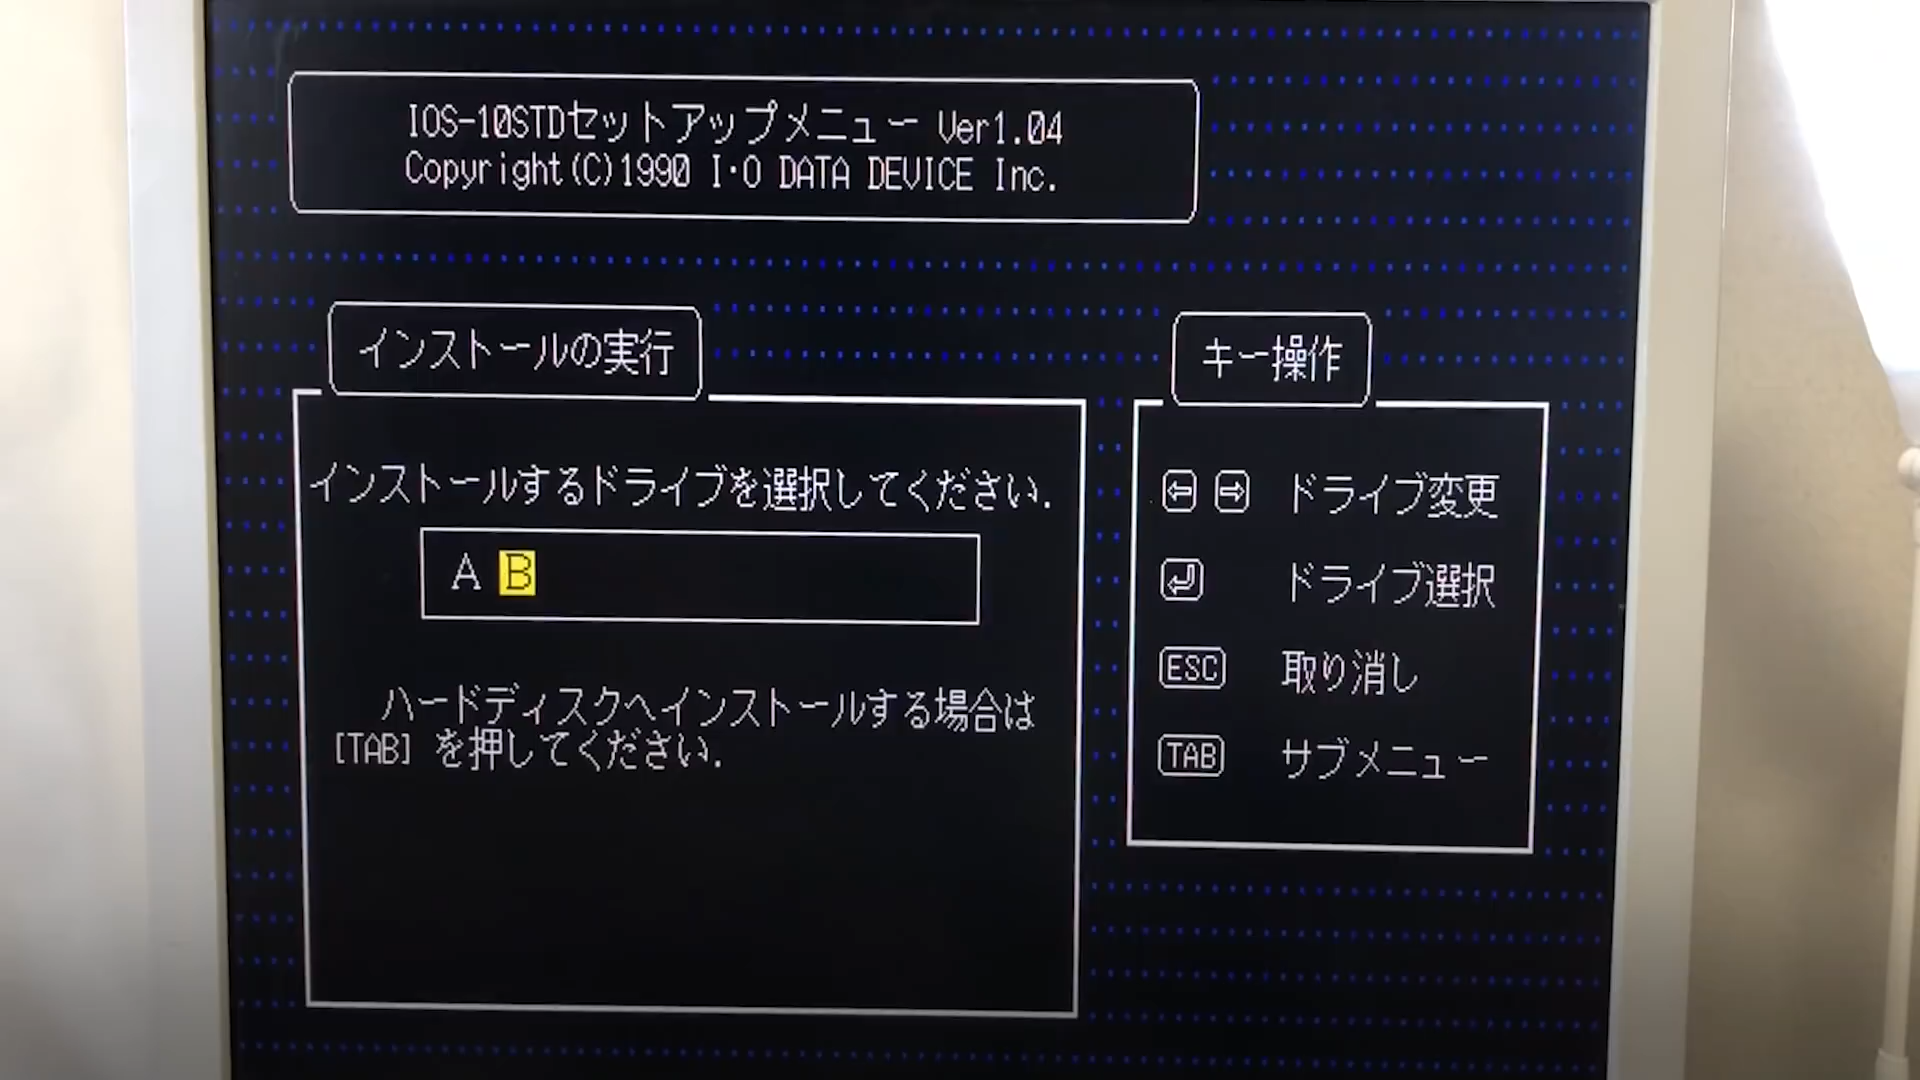 IOS-10STDセットアップメニュー Ver1.04
Copyright(C)1990 I・O DATA DEVICE Inc.
インストールの実行
インストールするドライブを選択してください.
A B
ハードディスクへインストールする場合は
[TAB] を押してください.
キー操作
⇦ ⇨ ドライブ変更
↵ ドライブ選択
ESC 取り消し
TAB サブメニュー